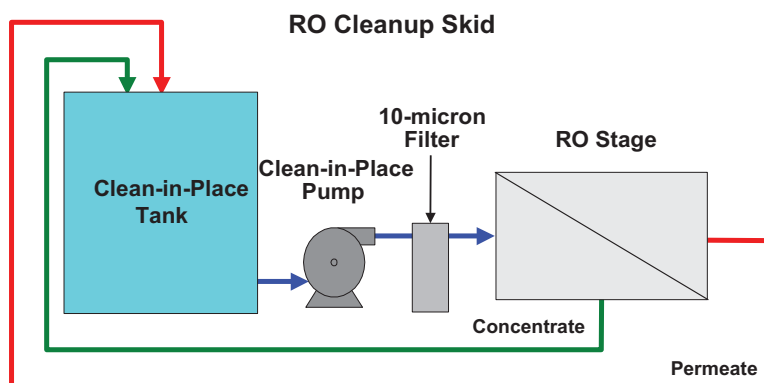 RO Cleanup Skid
10-micron
Filter
RO Stage
Clean-in-Place
Pump
Clean-in-Place
Tank
Concentrate
Permeate